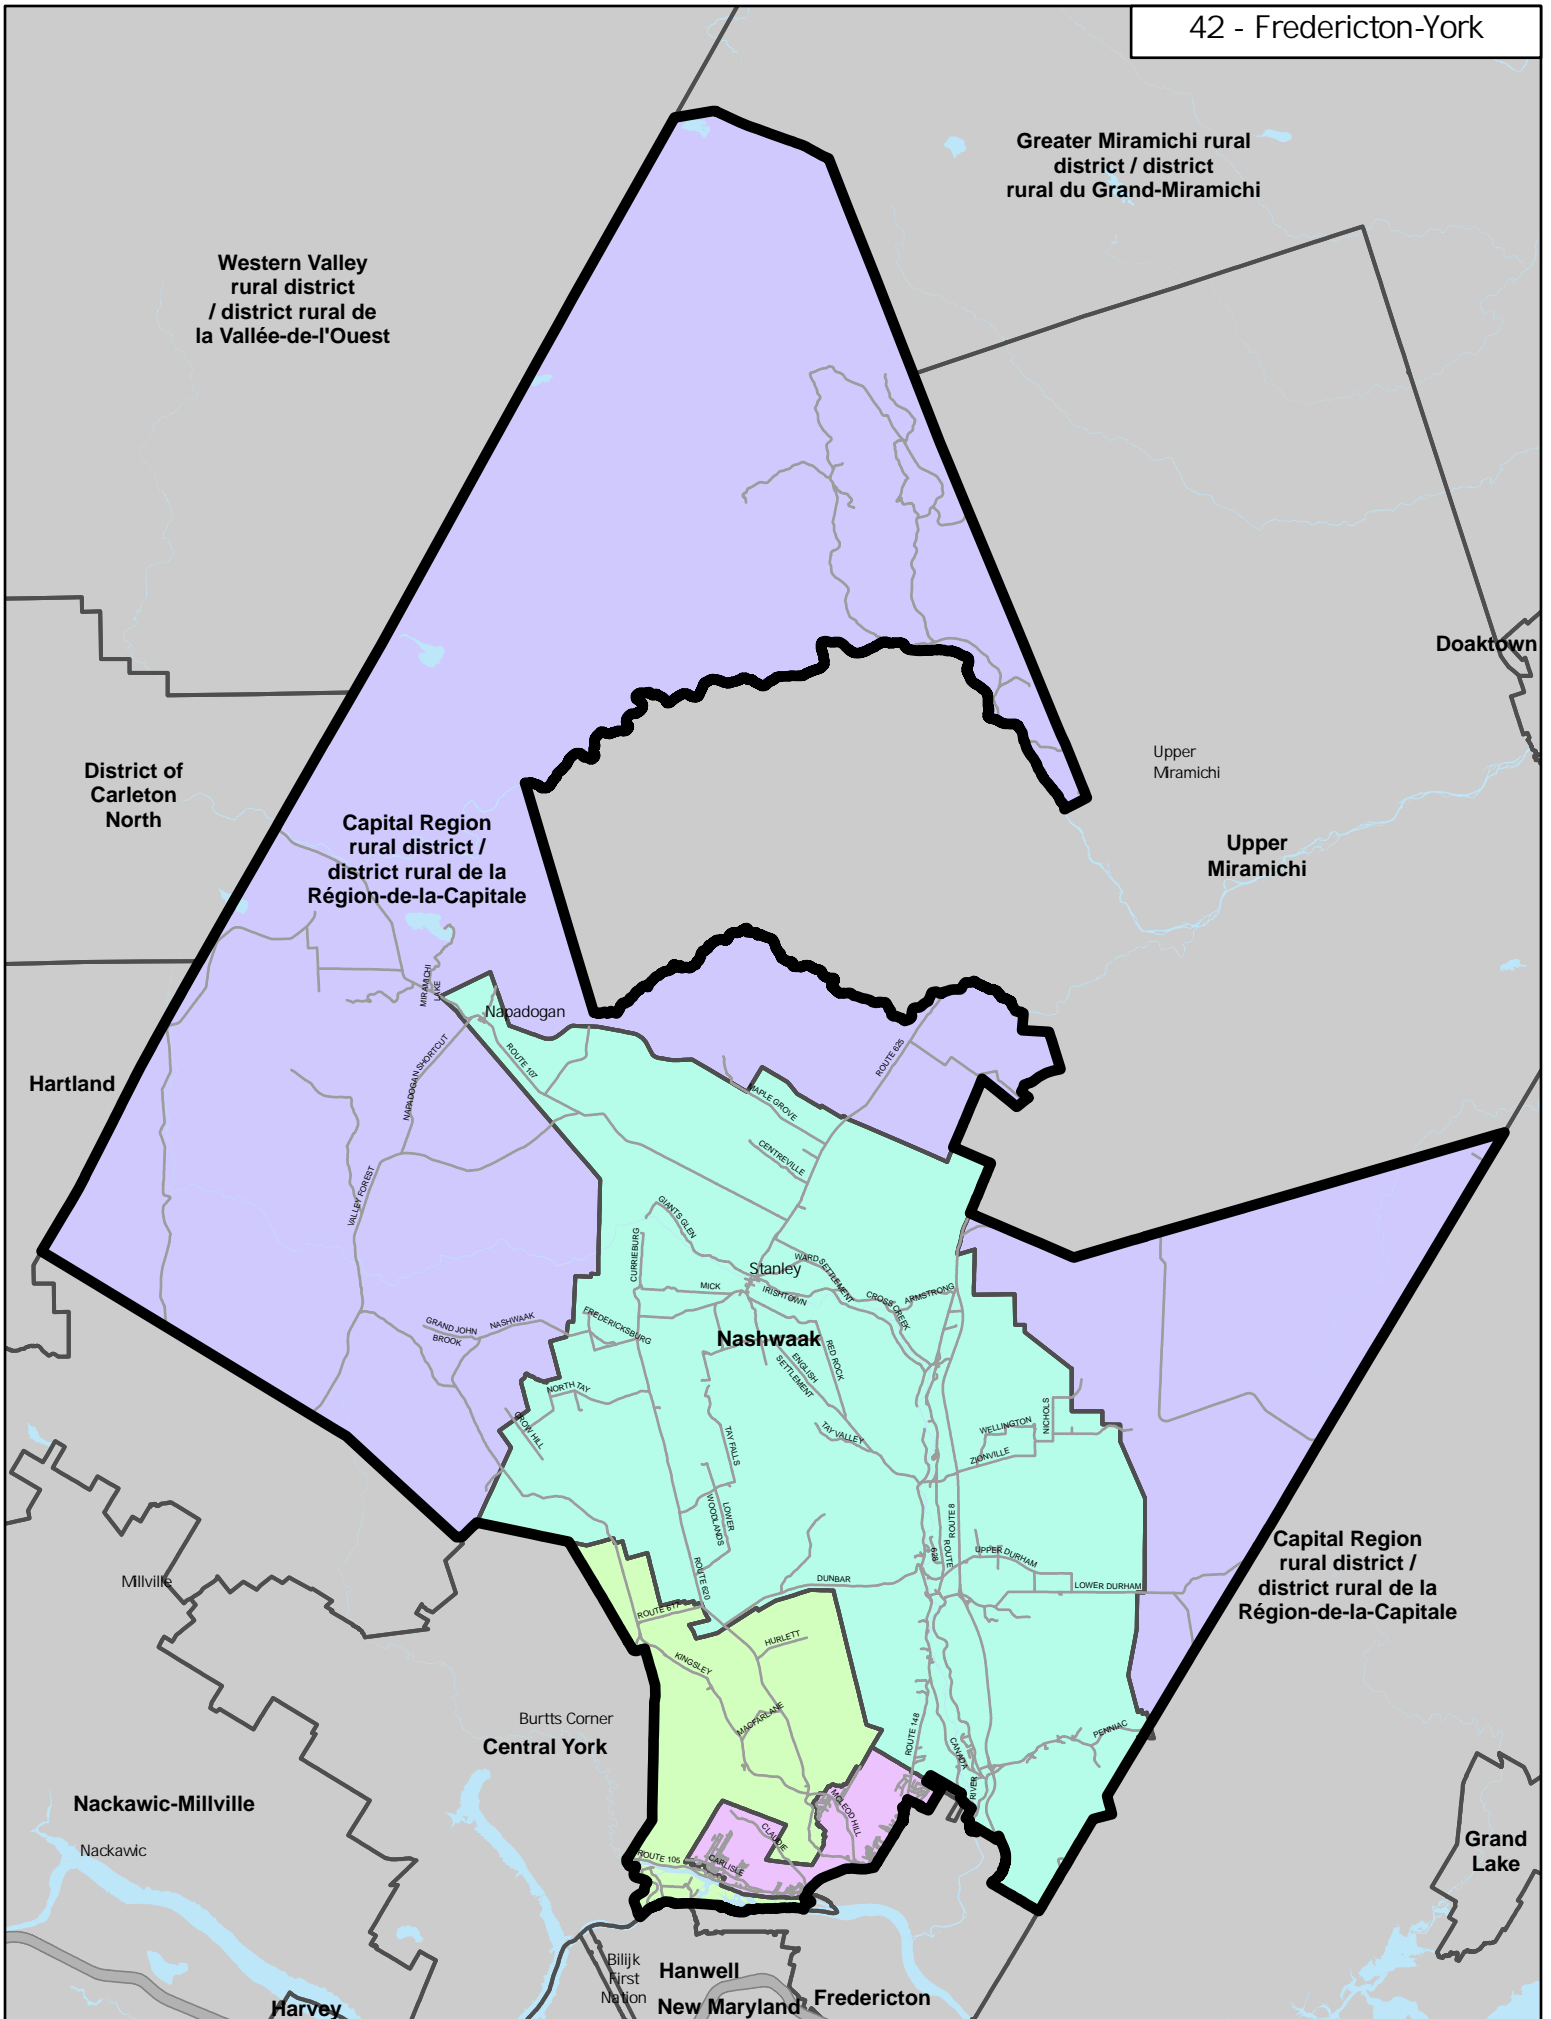 42 - Fredericton-York
Greater Miramichi rural
district / district
rural du Grand-Miramichi
Western Valley
rural district
/ district rural de
la Vallée-de-l'Ouest
Doaktown
Upper
Miramichi
District of
Carleton
North
Capital Region
rural district /
district rural de la
Région-de-la-Capitale
Upper
Miramichi
MIRAMICHI
LAKE
Napadogan
ROUTE 107
NAPADOGAN SHORTCUT
ROUTE 625
Hartland
MAPLE GROVE
CENTREVILLE
VALLEY FOREST
GIANTS GLEN
CURRIEBURG
WARD SETTLEMENT
Stanley
MICK
IRISHTOWN
CROSS CREEK
ARMSTRONG
GRAND JOHN
BROOK
NASHWAAK
FREDERICKSBURG
Nashwaak
RED ROCK
ENGLISH
SETTLEMENT
NORTH TAY
CROW HILL
TAY FALLS
TAY VALLEY
WELLINGTON
NICHOLS
ZIONVILLE
LOWER
WOODLANDS
ROUTE 8
ROUTE
628
UPPER DURHAM
LOWER DURHAM
Capital Region
rural district /
district rural de la
Région-de-la-Capitale
Millville
ROUTE 620
DUNBAR
ROUTE 617
HURLETT
KINGSLEY
MACFARLANE
Burtts Corner
Central York
ROUTE 148
CANADA
PENNIAC
RIVER
Nackawic-Millville
Nackawic
MCLEOD HILL
CLAUDIE
CARLISLE
ROUTE 105
Grand
Lake
Bilijk
First
Nation
Hanwell
New Maryland
Fredericton
Harvey